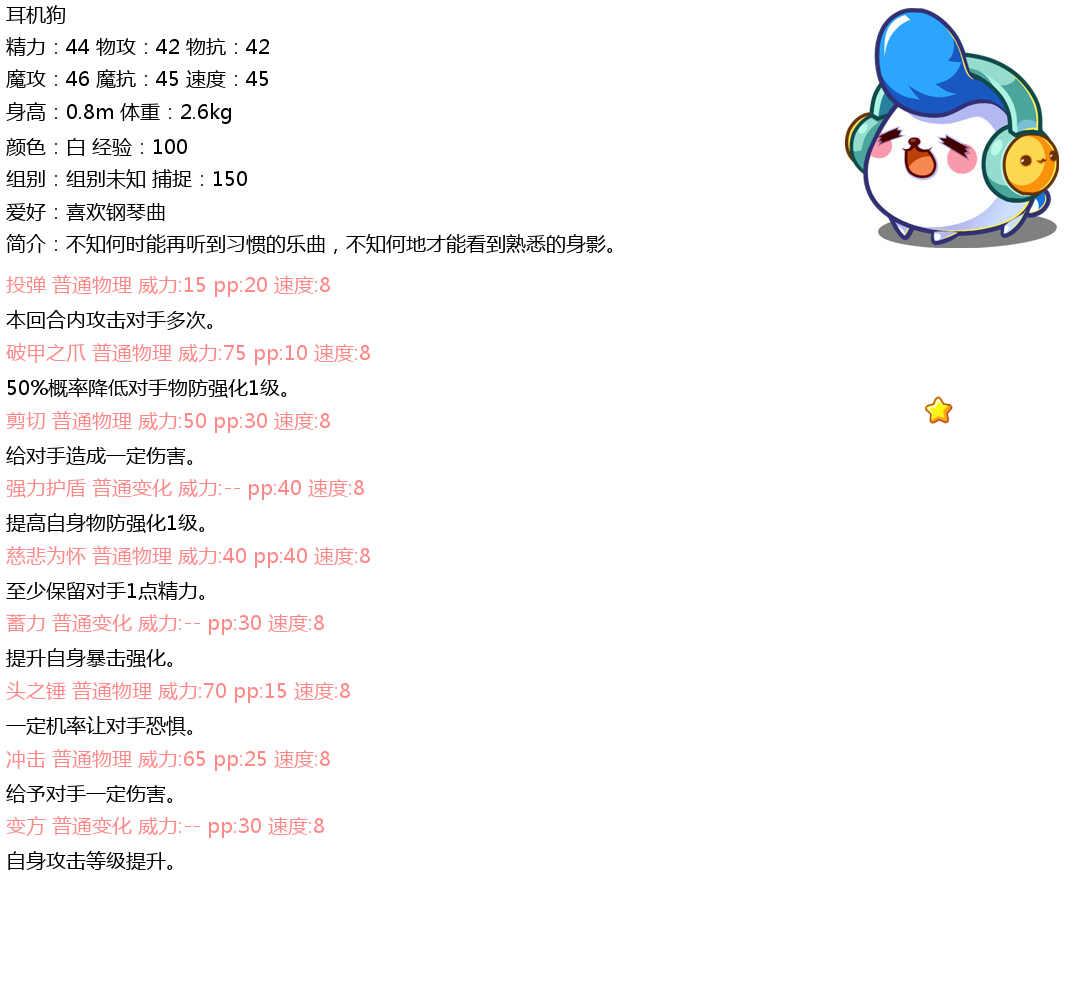 耳机狗
精力：44 物攻：42 物抗：42
魔攻：46 魔抗：45 速度：45
身高：0.8m 体重：2.6kg
颜色：白 经验：100
组别：组别未知 捕捉：150
爱好：喜欢钢琴曲
简介：不知何时能再听到习惯的乐曲，不知何地才能看到熟悉的身影。
投弹 普通物理 威力:15 pp:20 速度:8
本回合内攻击对手多次。
破甲之爪 普通物理 威力:75 pp:10 速度:8
50%概率降低对手物防强化1级。
剪切 普通物理 威力:50 pp:30 速度:8
给对手造成一定伤害。
强力护盾 普通变化 威力:-- pp:40 速度:8
提高自身物防强化1级。
慈悲为怀 普通物理 威力:40 pp:40 速度:8
至少保留对手1点精力。
蓄力 普通变化 威力:-- pp:30 速度:8
提升自身暴击强化。
头之锤 普通物理 威力:70 pp:15 速度:8
一定机率让对手恐惧。
冲击 普通物理 威力:65 pp:25 速度:8
给予对手一定伤害。
变方 普通变化 威力:-- pp:30 速度:8
自身攻击等级提升。